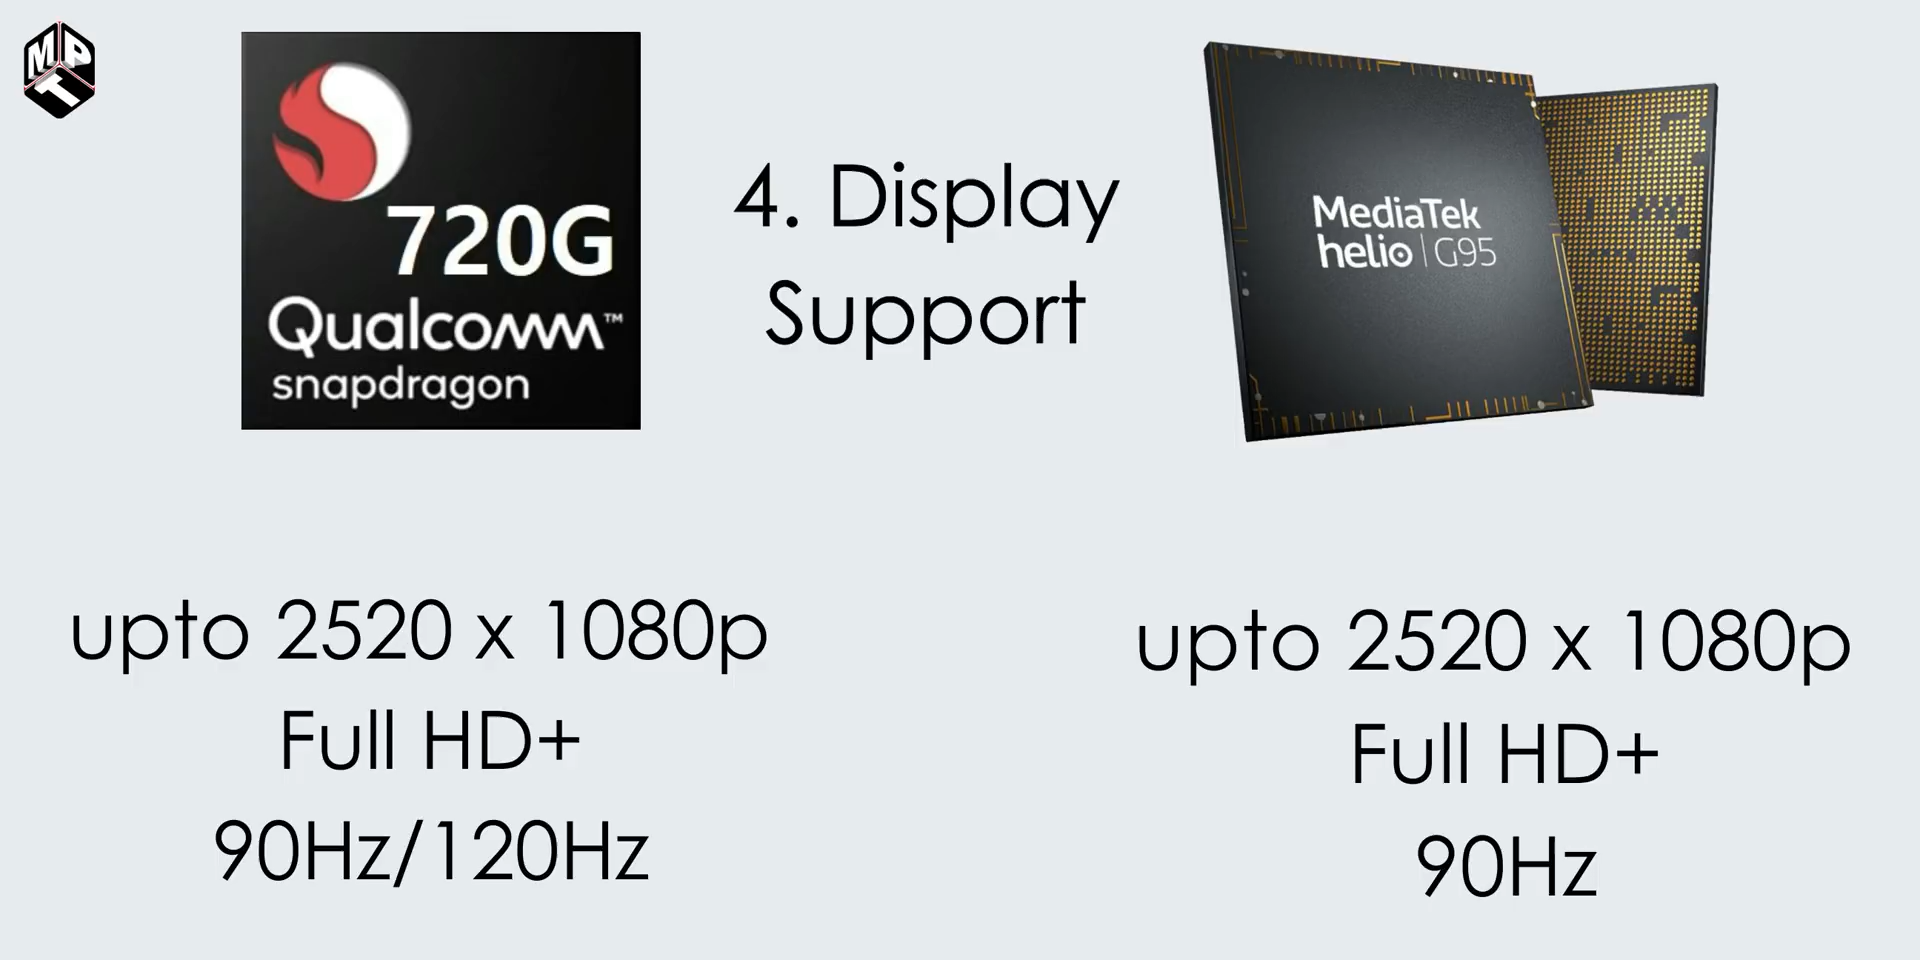 MPT
720G
Qualcomm™
snapdragon
4. Display
Support
MediaTek
helio | G95
upto 2520 x 1080p
Full HD+
90Hz/120Hz
upto 2520 x 1080p
Full HD+
90Hz